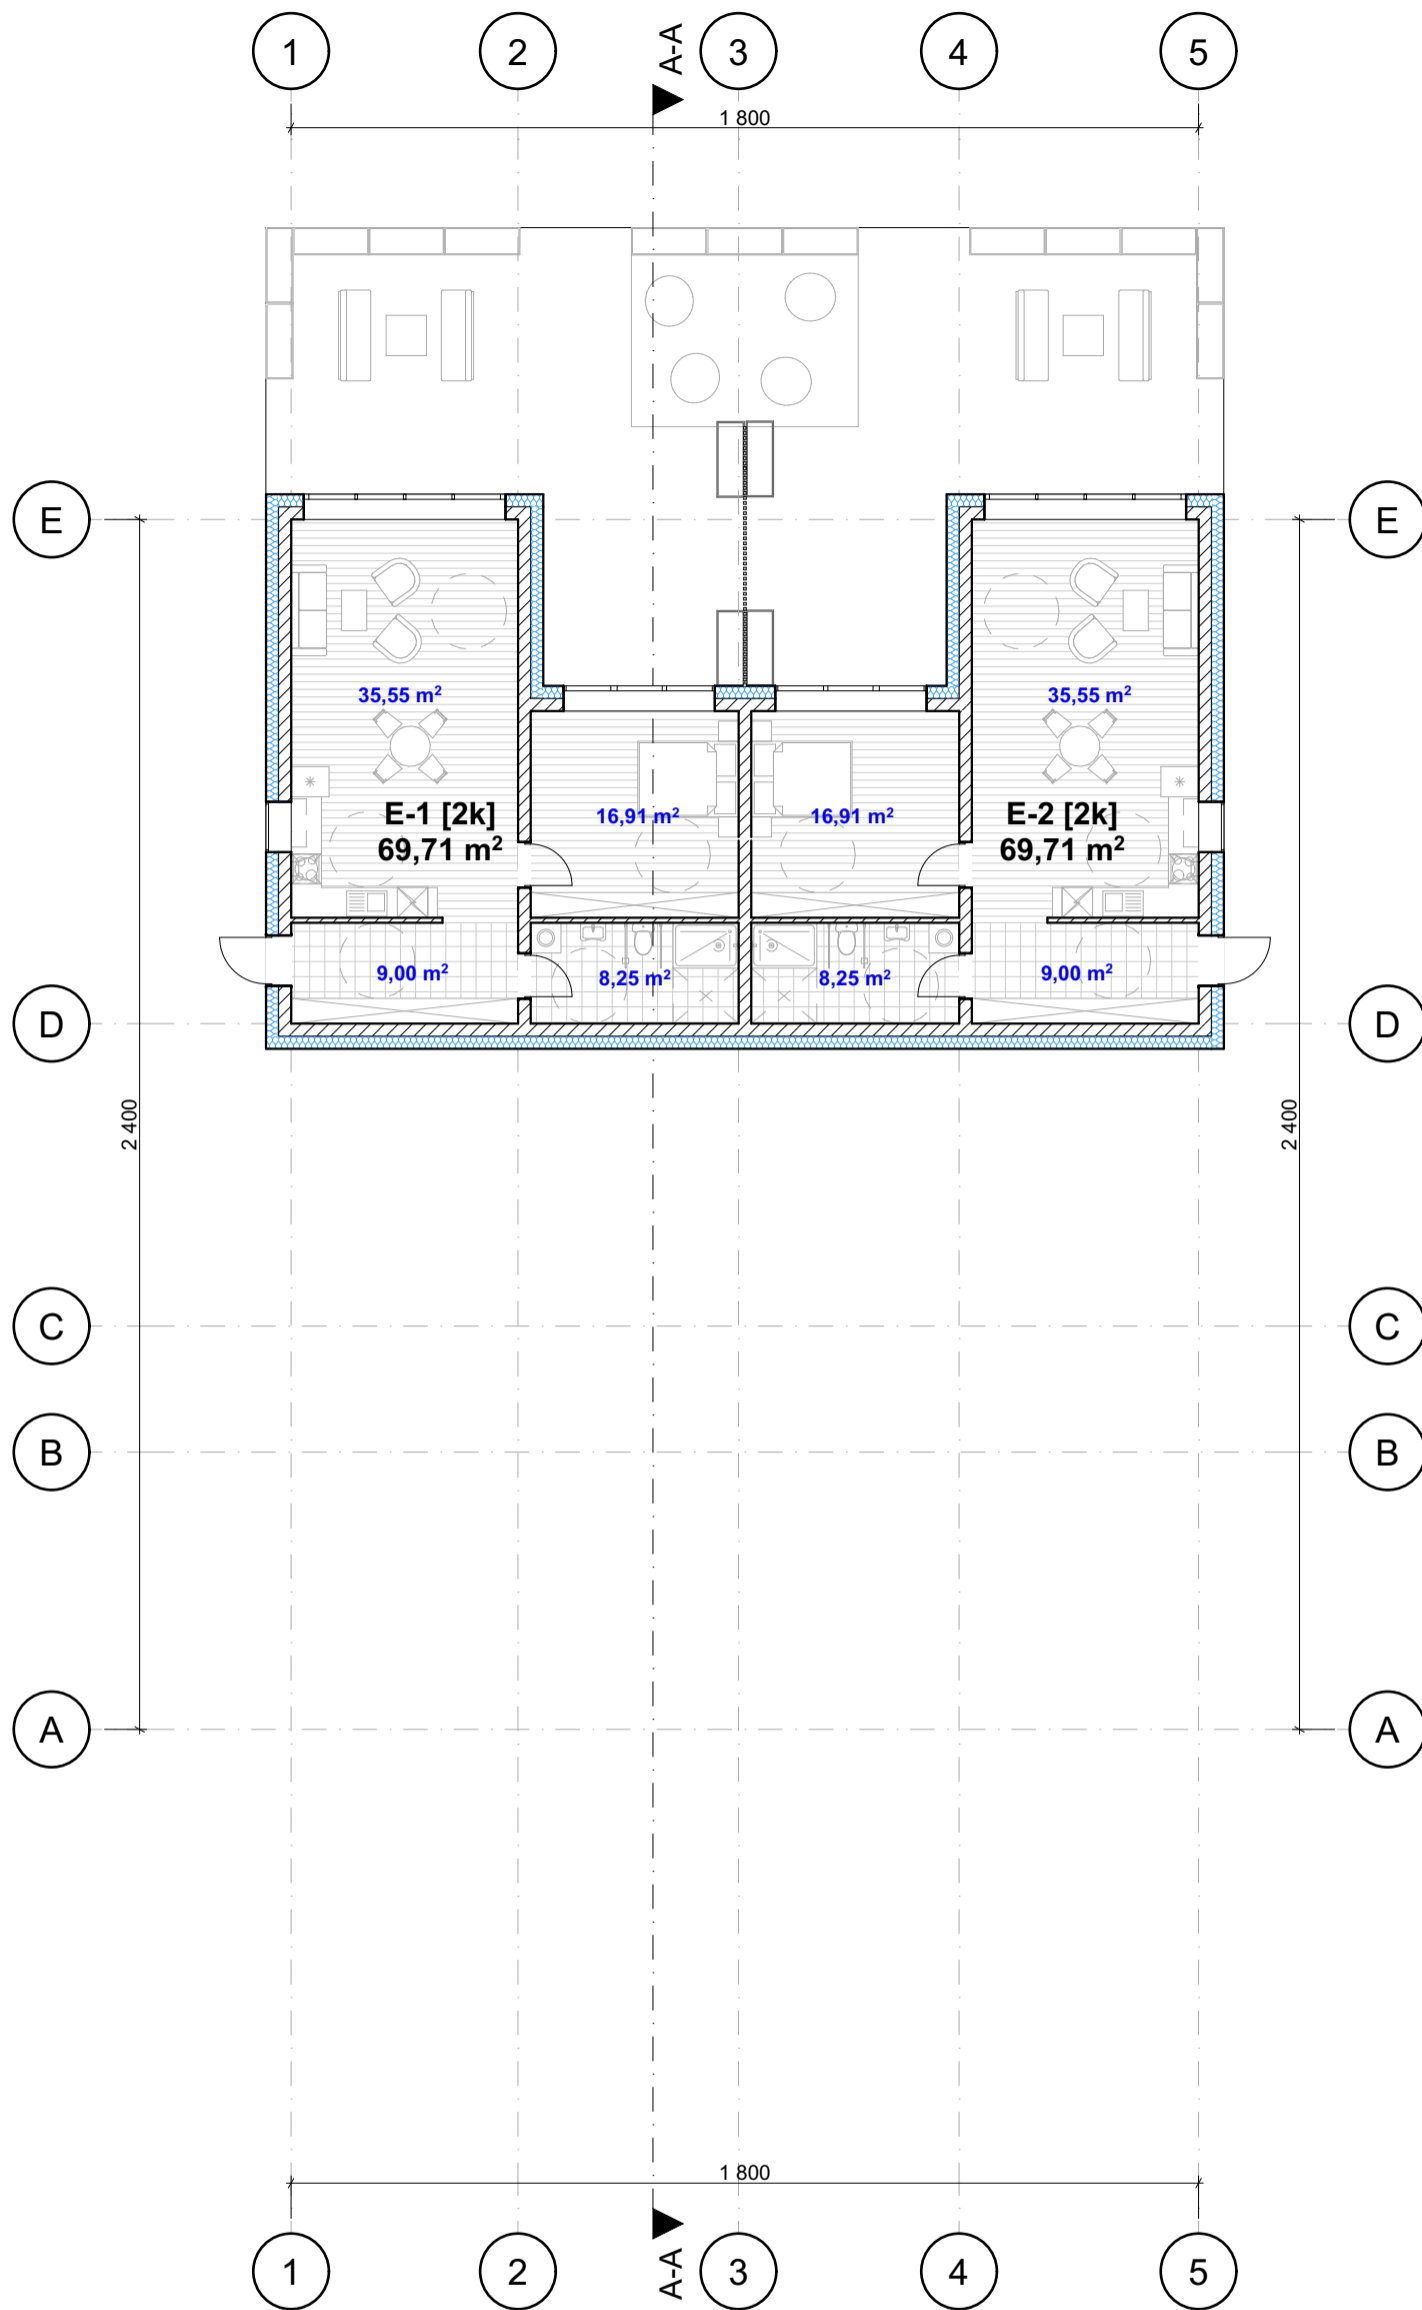 1 2 A-A 3 4 5
1 800
E E
35,55 m² 35,55 m²
E-1 [2k] 16,91 m² 16,91 m² E-2 [2k]
69,71 m² 69,71 m²
9,00 m² 8,25 m² 8,25 m² 9,00 m²
D D
2 400 2 400
C C
B B
A A
1 800
1 2 A-A 3 4 5